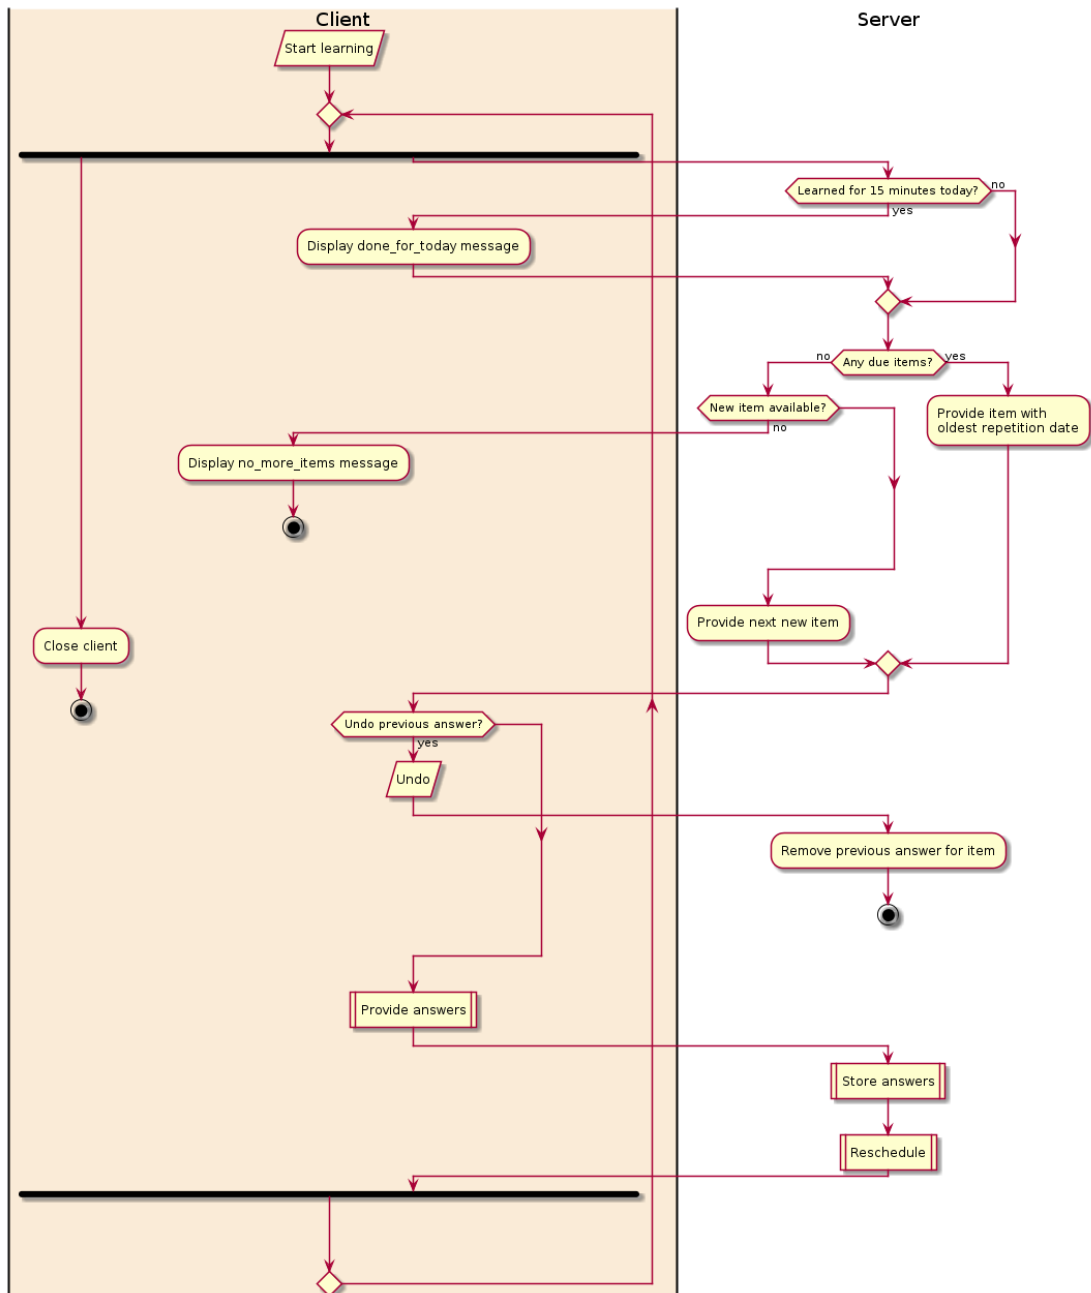 Client
Server
Start learning
Learned for 15 minutes today?
no
yes
Display done_for_today message
no
Any due items?
yes
New item available?
no
Provide item with
oldest repetition date
Display no_more_items message
Provide next new item
Close client
Undo previous answer?
yes
Undo
Remove previous answer for item
Provide answers
Store answers
Reschedule